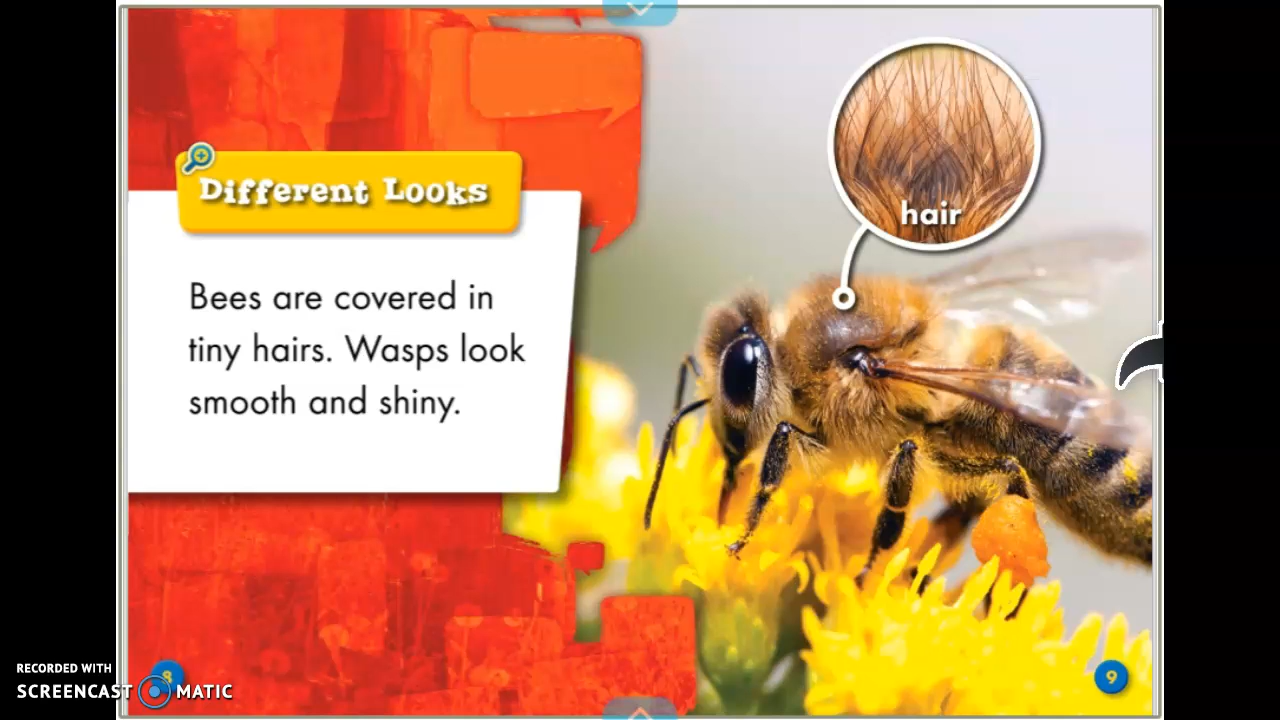 Different Looks
Bees are covered in
tiny hairs. Wasps look
smooth and shiny.
hair
8
9
RECORDED WITH
SCREENCAST MATIC